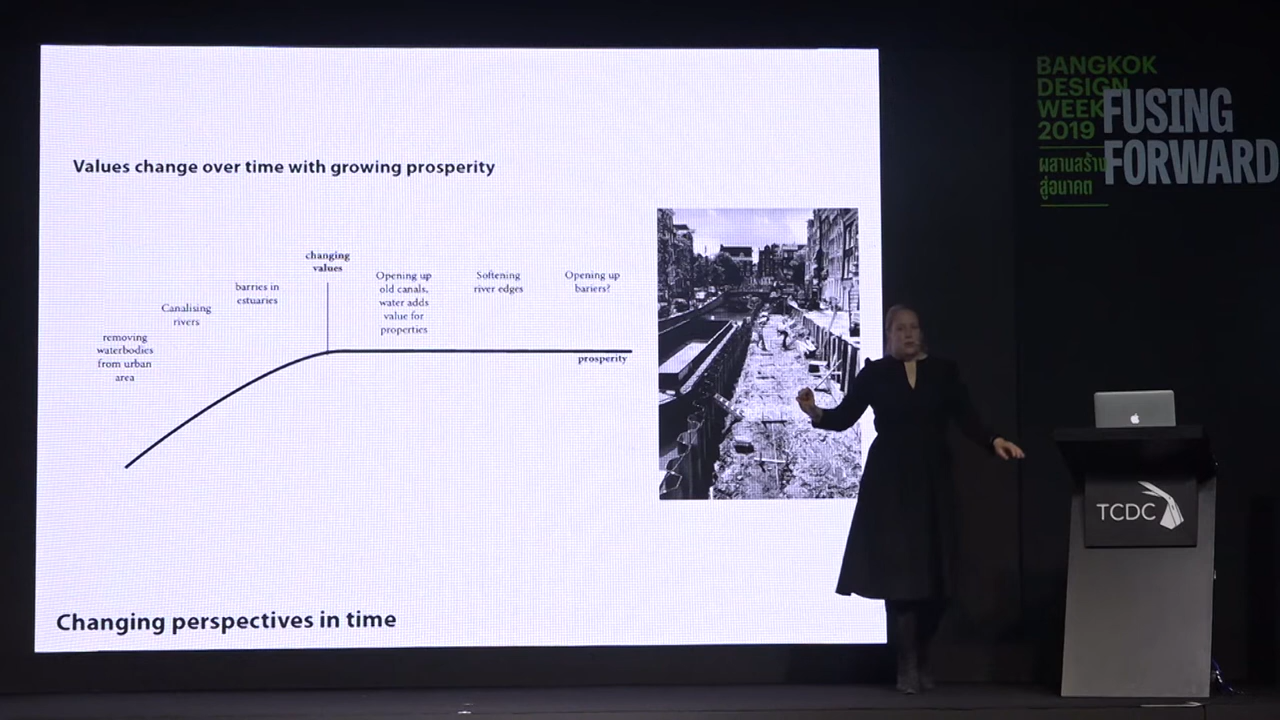 Values change over time with growing prosperity
changing
values
removing
waterbodies
from urban
area
Canalising
rivers
barries in
estuaries
Opening up
old canals,
water adds
value for
properties
Softening
river edges
Opening up
bariers?
prosperity
Changing perspectives in time
BANGKOK
DESIGN
WEEK
2019
ผสานสร้าง
สู่อนาคต
FUSING
FORWARD
TCDC